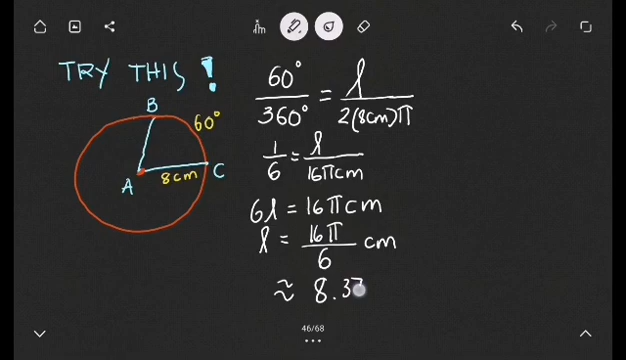 TRY THIS !
B
60°
A
8cm
C
60° / 360° = l / 2(8cm)π
1/6 = l / 16πcm
6l = 16πcm
l = 16π / 6 cm
≈ 8.37
46/68